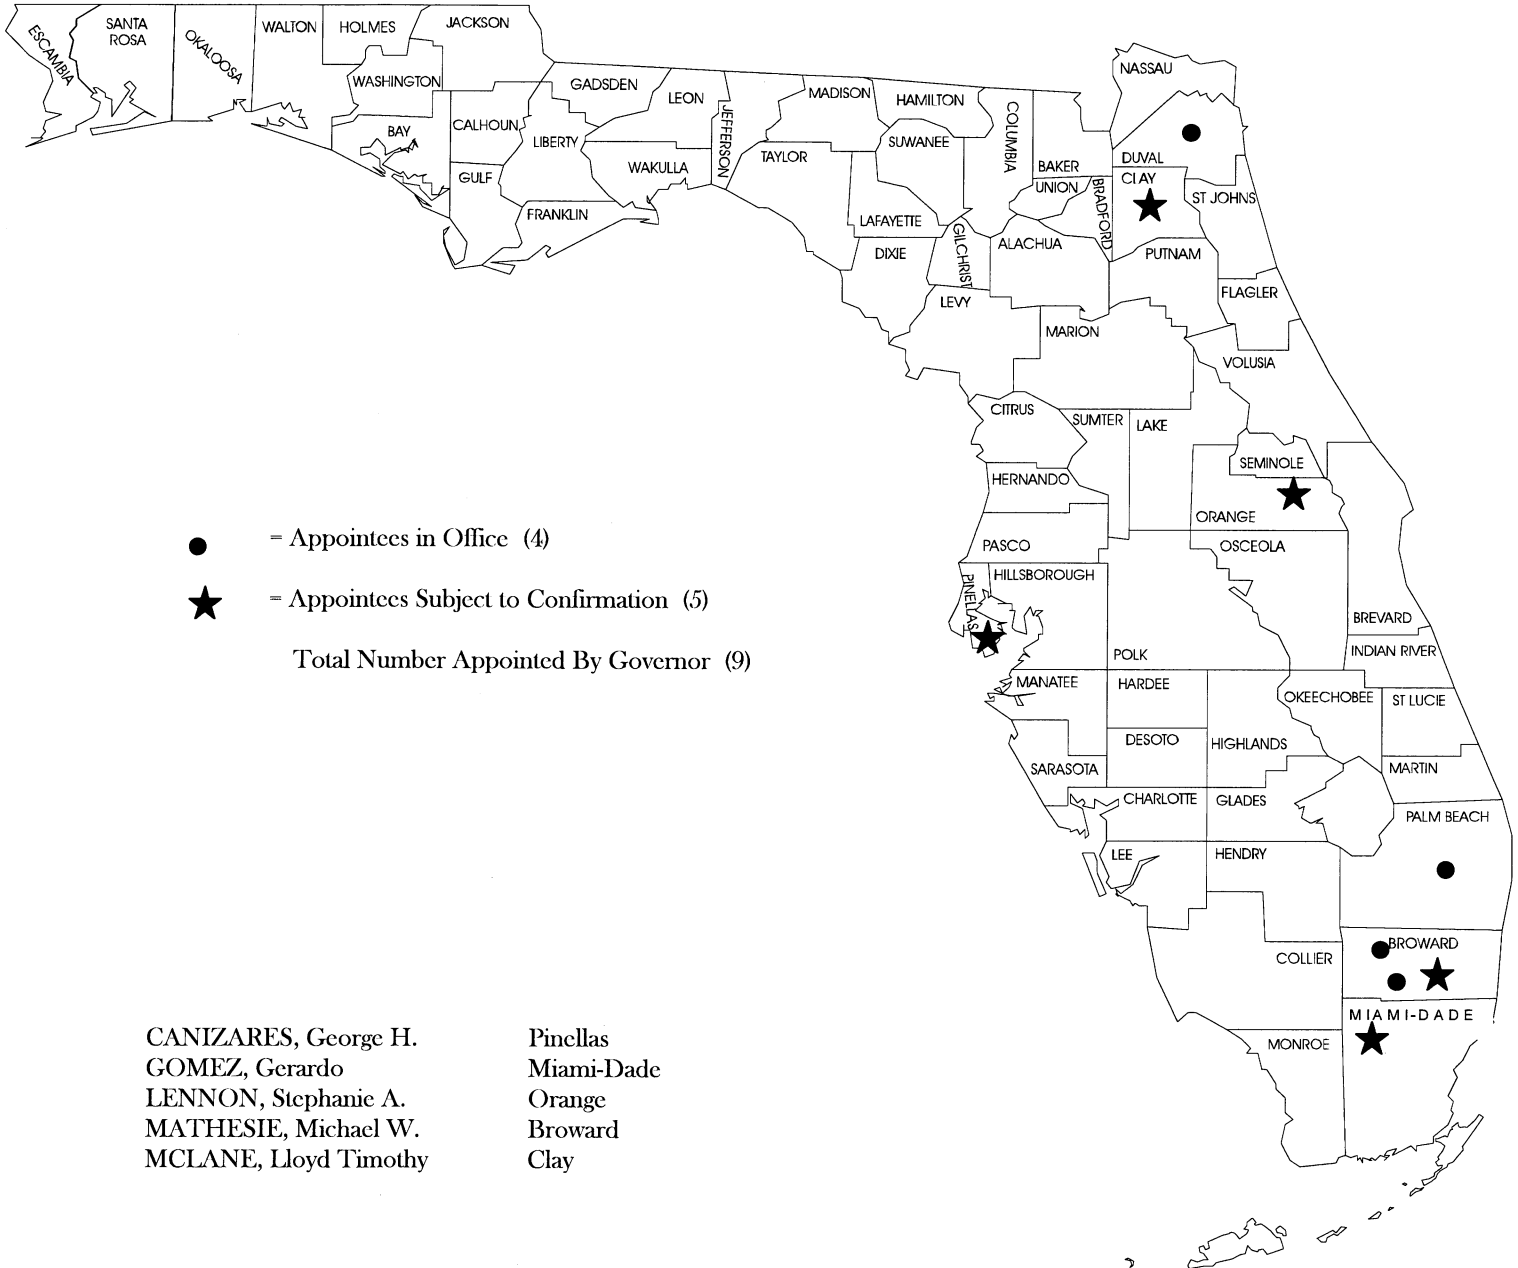 ESCAMBIA
SANTA
ROSA
OKALOOSA
WALTON
HOLMES
JACKSON
WASHINGTON
BAY
CALHOUN
GULF
GADSDEN
LIBERTY
FRANKLIN
LEON
WAKULLA
JEFFERSON
MADISON
TAYLOR
HAMILTON
SUWANEE
LAFAYETTE
DIXIE
COLUMBIA
GILCHRIST
BAKER
UNION
BRADFORD
ALACHUA
LEVY
NASSAU
DUVAL
CLAY
ST JOHNS
PUTNAM
FLAGLER
MARION
VOLUSIA
CITRUS
SUMTER
LAKE
SEMINOLE
HERNANDO
ORANGE
PASCO
OSCEOLA
PINELLAS
HILLSBOROUGH
POLK
BREVARD
INDIAN RIVER
MANATEE
HARDEE
OKEECHOBEE
ST LUCIE
DESOTO
HIGHLANDS
SARASOTA
MARTIN
CHARLOTTE
GLADES
PALM BEACH
LEE
HENDRY
BROWARD
COLLIER
MIAMI-DADE
MONROE
= Appointees in Office (4)
= Appointees Subject to Confirmation (5)
Total Number Appointed By Governor (9)
CANIZARES, George H. Pinellas
GOMEZ, Gerardo Miami-Dade
LENNON, Stephanie A. Orange
MATHESIE, Michael W. Broward
MCLANE, Lloyd Timothy Clay